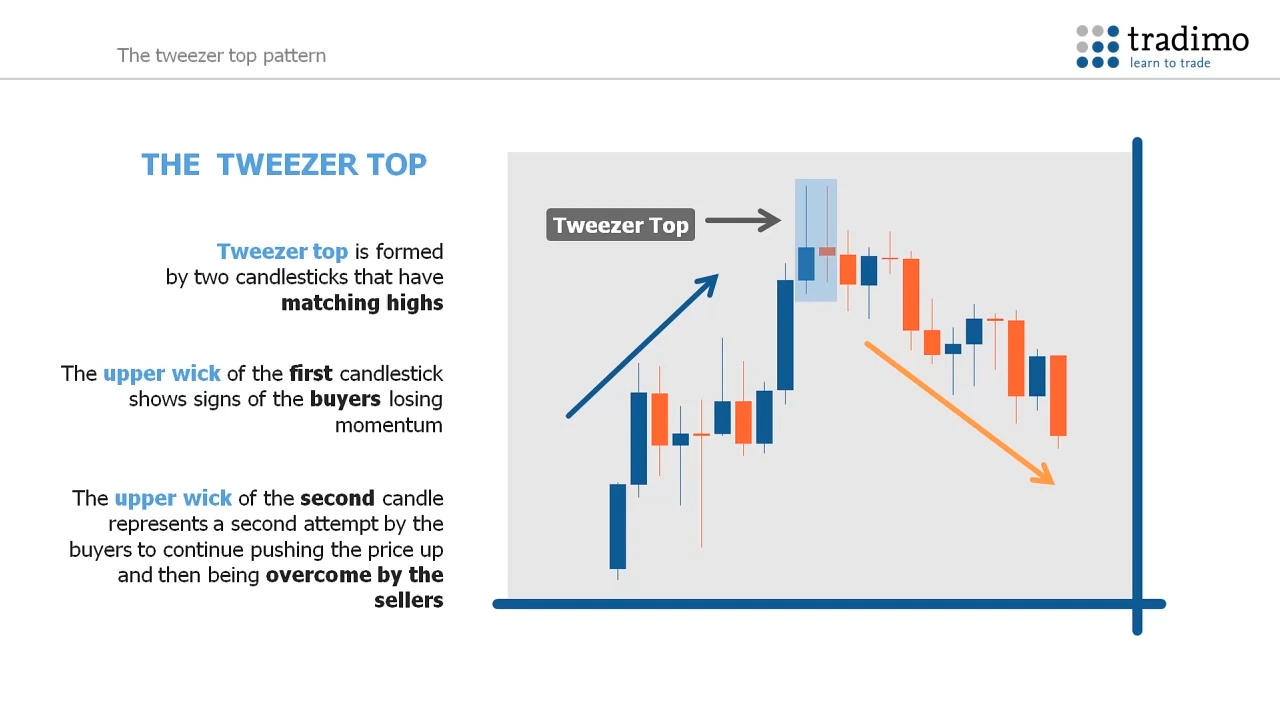 The tweezer top pattern
tradimo
learn to trade
THE TWEEZER TOP
Tweezer top is formed
by two candlesticks that have
matching highs
The upper wick of the first candlestick
shows signs of the buyers losing
momentum
The upper wick of the second candle
represents a second attempt by the
buyers to continue pushing the price up
and then being overcome by the
sellers
Tweezer Top